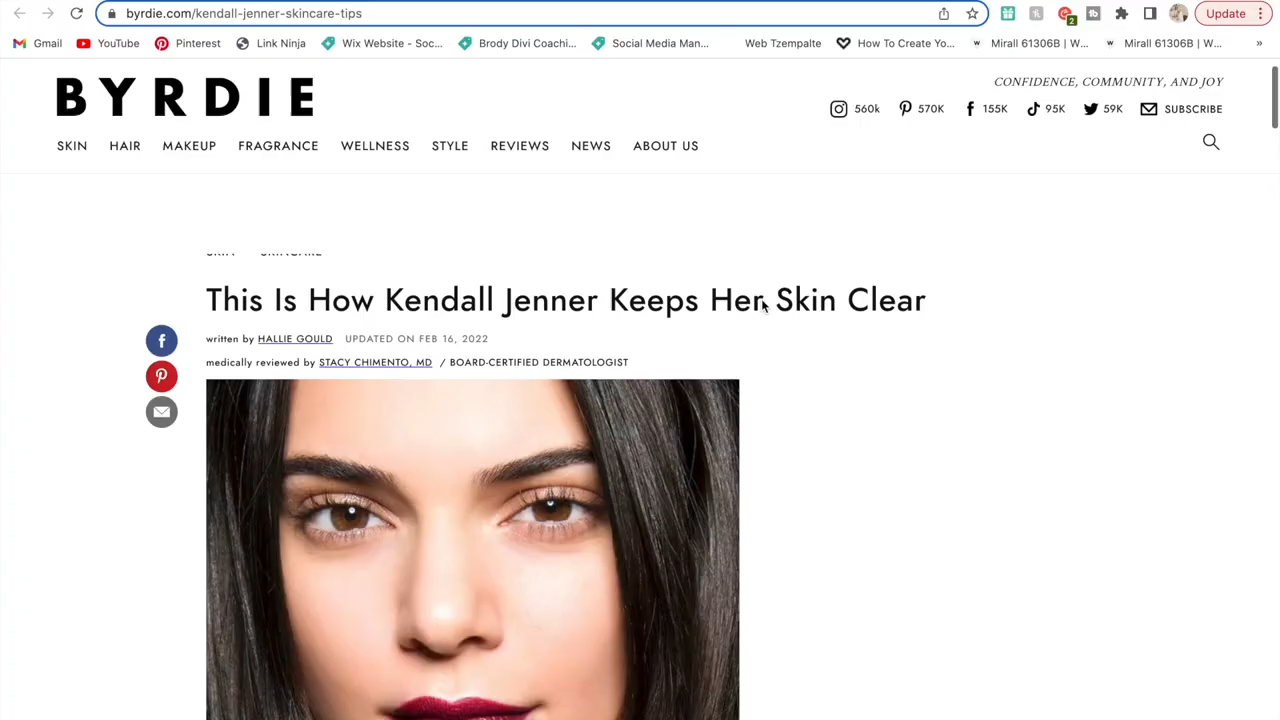 byrdie.com/kendall-jenner-skincare-tips
2
Update
Gmail
YouTube
Pinterest
Link Ninja
Wix Website - Soc...
Brody Divi Coachi...
Social Media Man...
Web Tzempalte
How To Create Yo...
W Mirall 61306B | W...
W Mirall 61306B | W...
»
BYRDIE
CONFIDENCE, COMMUNITY, AND JOY
560k
570K
155K
95K
59K
SUBSCRIBE
SKIN HAIR MAKEUP FRAGRANCE WELLNESS STYLE REVIEWS NEWS ABOUT US
SKIN SKINCARE
This Is How Kendall Jenner Keeps Her Skin Clear
written by HALLIE GOULD UPDATED ON FEB 16, 2022
medically reviewed by STACY CHIMENTO, MD / BOARD-CERTIFIED DERMATOLOGIST